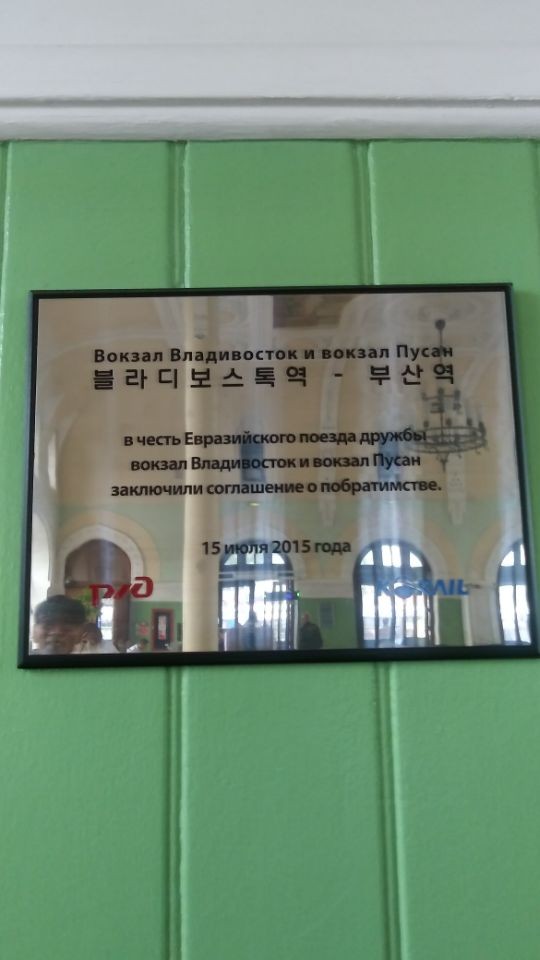 Вокзал Владивосток и вокзал Пусан
블라디보스톡역 - 부산역
в честь Евразийского поезда дружбы
вокзал Владивосток и вокзал Пусан
заключили соглашение о побратимстве.
15 июля 2015 года
РЖД KORAIL